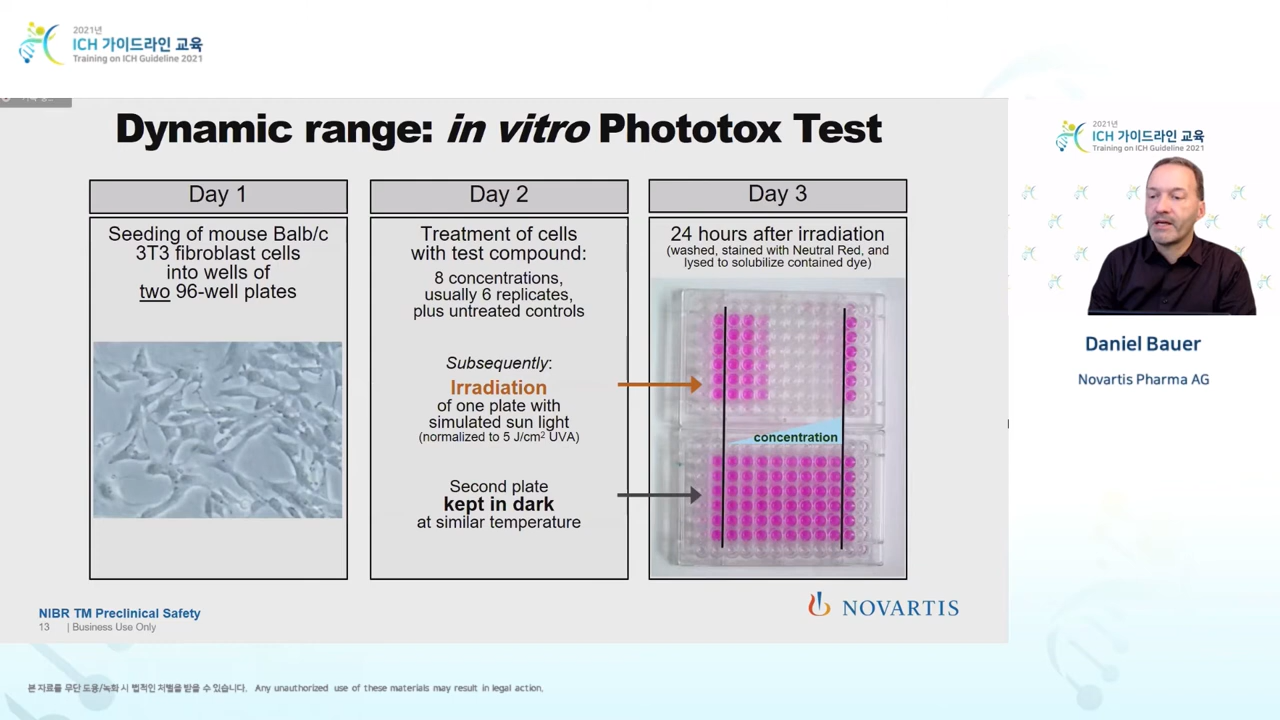 2021년
ICH 가이드라인 교육
Training on ICH Guideline 2021
Dynamic range: in vitro Phototox Test
Day 1
Seeding of mouse Balb/c
3T3 fibroblast cells
into wells of
two 96-well plates
Day 2
Treatment of cells
with test compound:
8 concentrations,
usually 6 replicates,
plus untreated controls
Subsequently:
Irradiation
of one plate with
simulated sun light
(normalized to 5 J/cm² UVA)
Second plate
kept in dark
at similar temperature
Day 3
24 hours after irradiation
(washed, stained with Neutral Red, and
lysed to solubilize contained dye)
concentration
NIBR TM Preclinical Safety
13 | Business Use Only
NOVARTIS
2021년
ICH 가이드라인 교육
Training on ICH Guideline 2021
Daniel Bauer
Novartis Pharma AG
본 자료를 무단 도용/녹화 시 법적인 처벌을 받을 수 있습니다. Any unauthorized use of these materials may result in legal action.